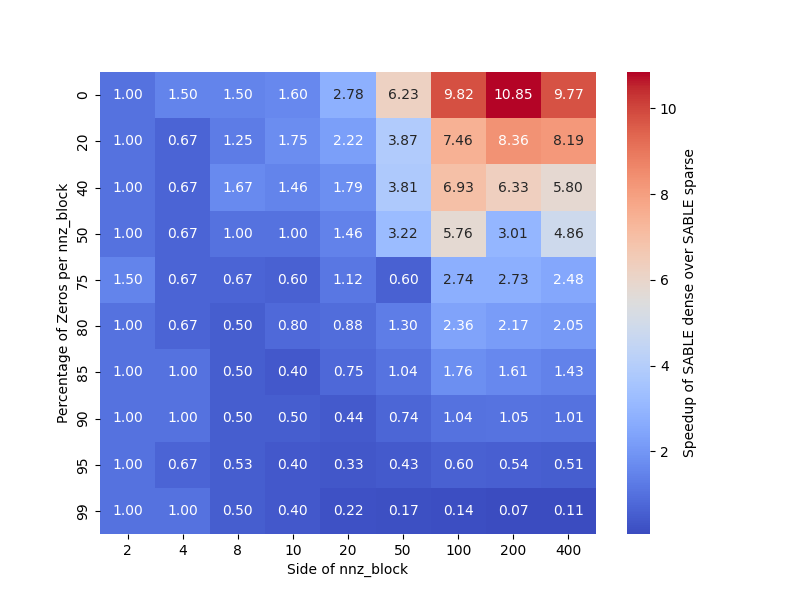 Percentage of Zeros per nnz_block
0 1.00 1.50 1.50 1.60 2.78 6.23 9.82 10.85 9.77
20 1.00 0.67 1.25 1.75 2.22 3.87 7.46 8.36 8.19
40 1.00 0.67 1.67 1.46 1.79 3.81 6.93 6.33 5.80
50 1.00 0.67 1.00 1.00 1.46 3.22 5.76 3.01 4.86
75 1.50 0.67 0.67 0.60 1.12 0.60 2.74 2.73 2.48
80 1.00 0.67 0.50 0.80 0.88 1.30 2.36 2.17 2.05
85 1.00 1.00 0.50 0.40 0.75 1.04 1.76 1.61 1.43
90 1.00 1.00 0.50 0.50 0.44 0.74 1.04 1.05 1.01
95 1.00 0.67 0.53 0.40 0.33 0.43 0.60 0.54 0.51
99 1.00 1.00 0.50 0.40 0.22 0.17 0.14 0.07 0.11
2 4 8 10 20 50 100 200 400
Side of nnz_block
10
8
6
4
2
Speedup of SABLE dense over SABLE sparse